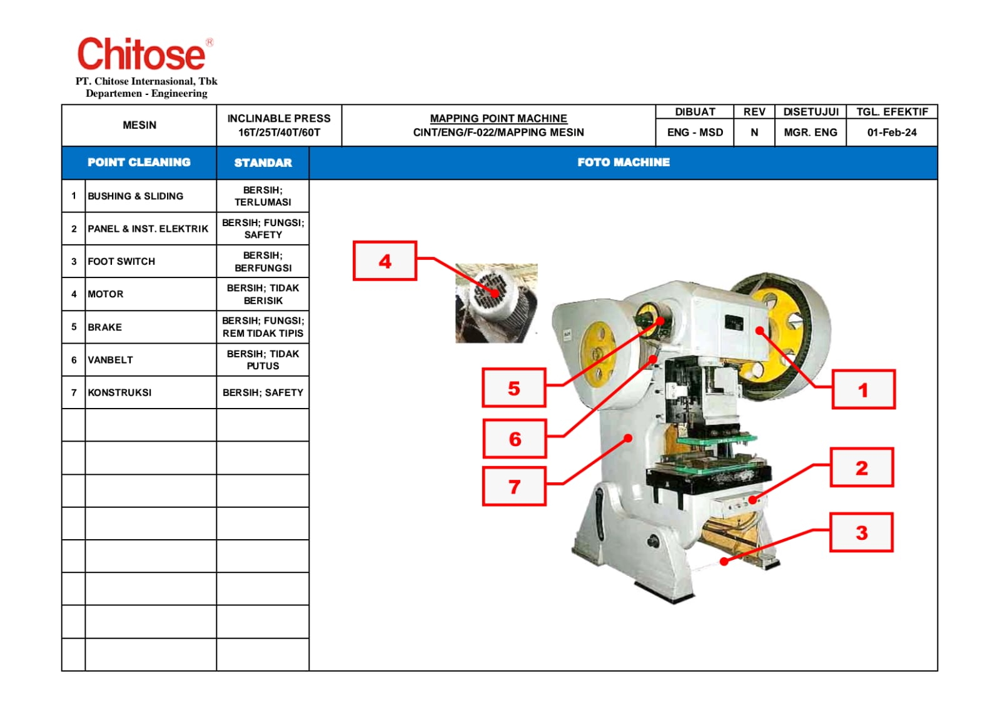 Chitose®
PT. Chitose Internasional, Tbk
Departemen - Engineering
MESIN
INCLINABLE PRESS
16T/25T/40T/60T
MAPPING POINT MACHINE
CINT/ENG/F-022/MAPPING MESIN
DIBUAT
REV
DISETUJUI
TGL. EFEKTIF
ENG - MSD
N
MGR. ENG
01-Feb-24
POINT CLEANING
STANDAR
FOTO MACHINE
1 BUSHING & SLIDING
BERSIH;
TERLUMASI
2 PANEL & INST. ELEKTRIK
BERSIH; FUNGSI;
SAFETY
3 FOOT SWITCH
BERSIH;
BERFUNGSI
4 MOTOR
BERSIH; TIDAK
BERISIK
5 BRAKE
BERSIH; FUNGSI;
REM TIDAK TIPIS
6 VANBELT
BERSIH; TIDAK
PUTUS
7 KONSTRUKSI
BERSIH; SAFETY
4
5
6
7
1
2
3